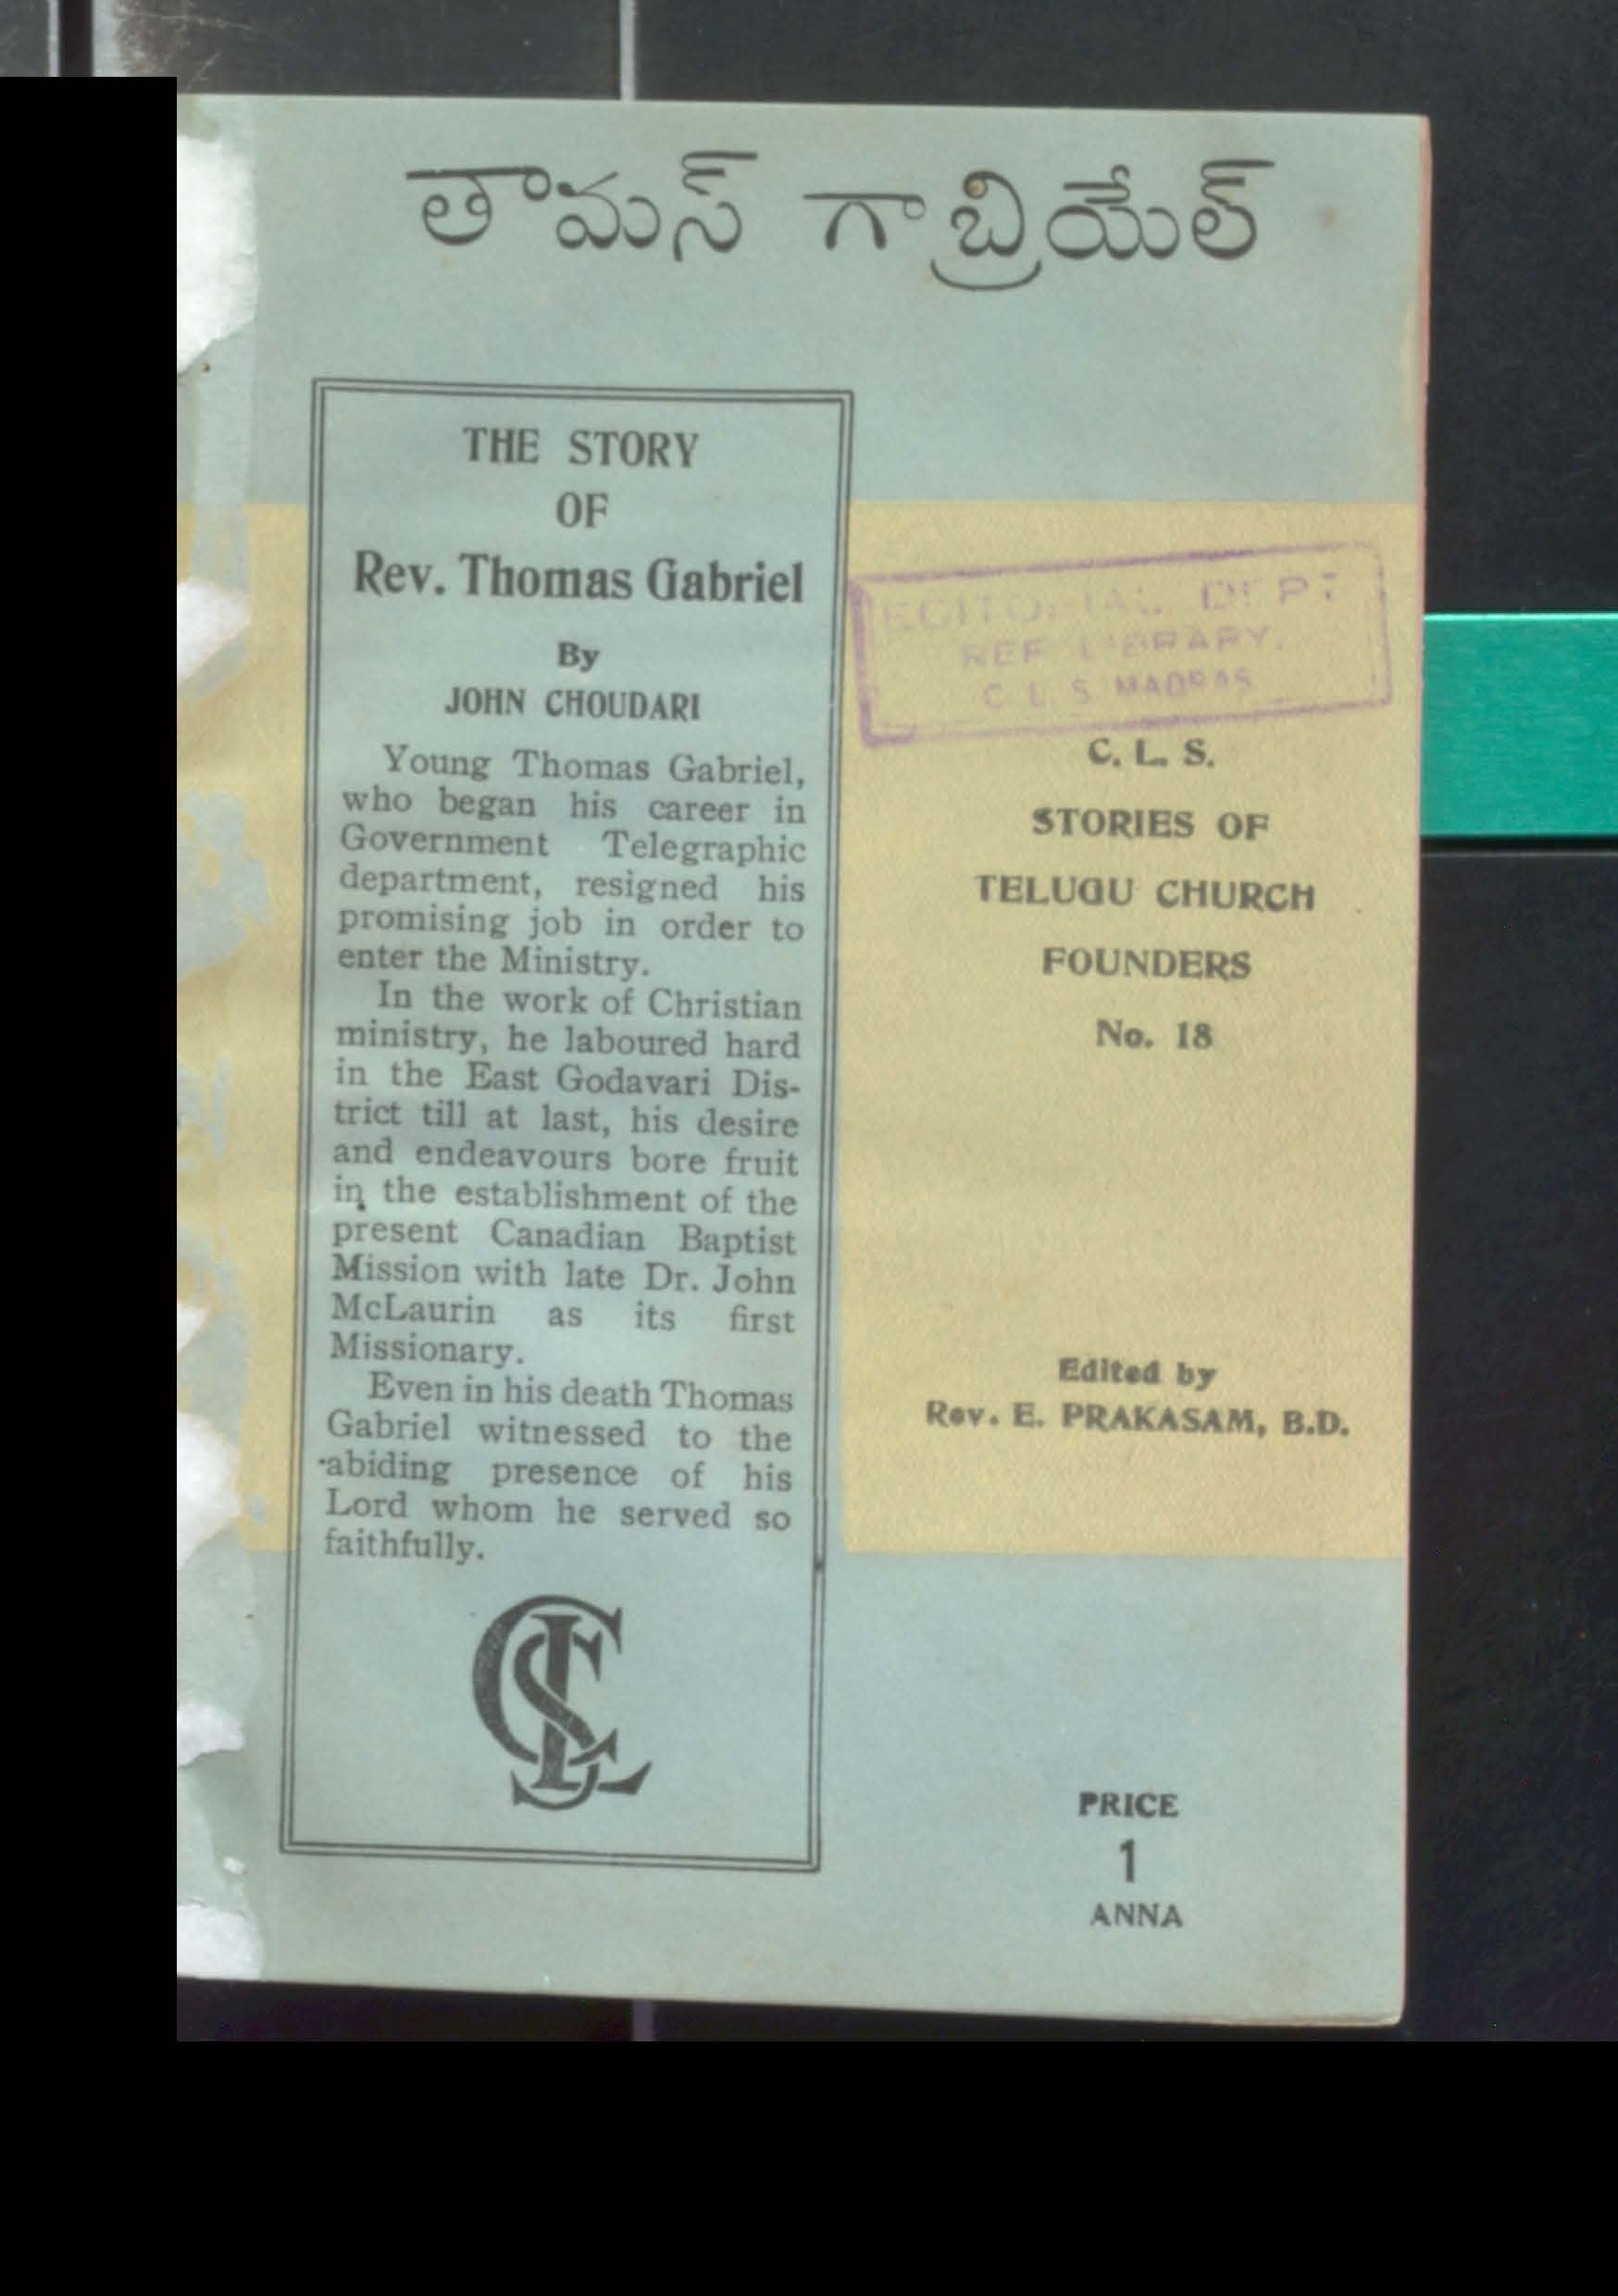 తామస్ గాబ్రియేల్
THE STORY
OF
Rev. Thomas Gabriel
By
JOHN CHOUDARI
Young Thomas Gabriel,
who began his career in
Government Telegraphic
department, resigned his
promising job in order to
enter the Ministry.
In the work of Christian
ministry, he laboured hard
in the East Godavari Dis-
trict till at last, his desire
and endeavours bore fruit
in the establishment of the
present Canadian Baptist
Mission with late Dr. John
McLaurin as its first
Missionary.
Even in his death Thomas
Gabriel witnessed to the
abiding presence of his
Lord whom he served so
faithfully.
CLS
EDITORIAL DEPT
REF LIBRARY.
C L S MADRAS
C. L. S.
STORIES OF
TELUGU CHURCH
FOUNDERS
No. 18
Edited by
Rev. E. PRAKASAM, B.D.
PRICE
1
ANNA